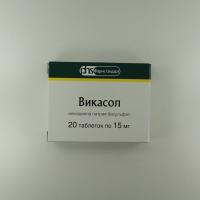 Фармстандарт
Викасол
менадиона натрия бисульфит
20 таблеток по 15 мг